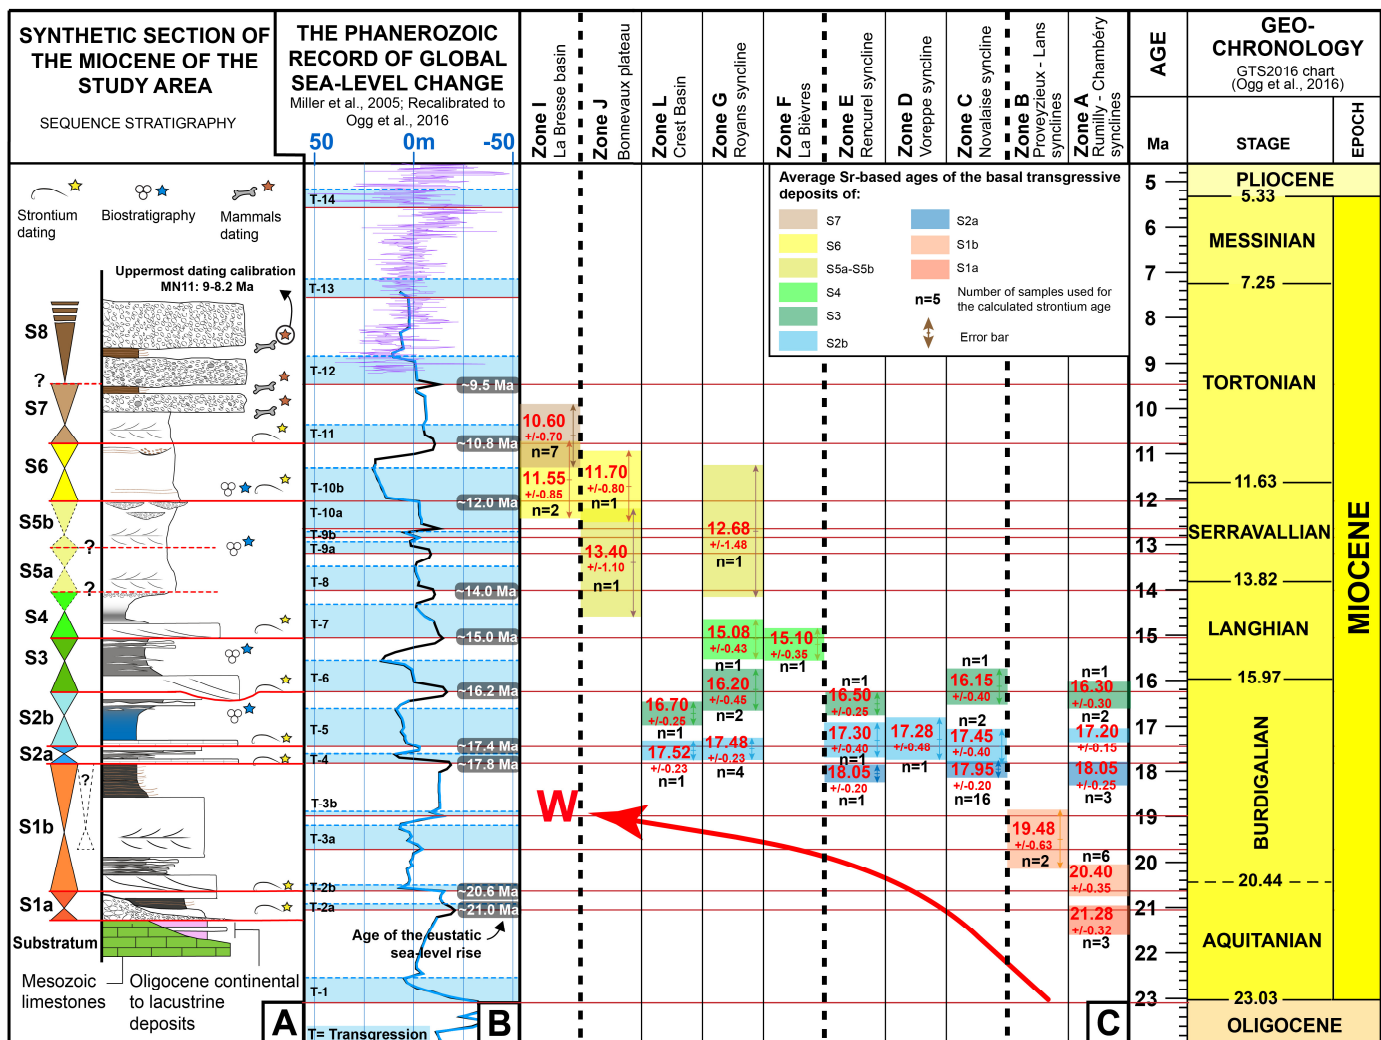 SYNTHETIC SECTION OF
THE MIOCENE OF THE
STUDY AREA
SEQUENCE STRATIGRAPHY
THE PHANEROZOIC
RECORD OF GLOBAL
SEA-LEVEL CHANGE
Miller et al., 2005; Recalibrated to
Ogg et al., 2016
50 0m -50
Zone I
La Bresse basin
Zone J
Bonnevaux plateau
Zone L
Crest Basin
Zone G
Royans syncline
Zone F
La Bièvres
Zone E
Rencurel syncline
Zone D
Voreppe syncline
Zone C
Novalaise syncline
Zone B
Proveyzieux - Lans
synclines
Zone A
Rumilly - Chambéry
synclines
AGE
Ma
GEO-
CHRONOLOGY
GTS2016 chart
(Ogg et al., 2016)
STAGE
EPOCH
Strontium
dating
Biostratigraphy
Mammals
dating
Uppermost dating calibration
MN11: 9-8.2 Ma
S8
?
S7
S6
S5b
?
S5a
?
S4
S3
S2b
S2a
?
S1b
S1a
Substratum
Mesozoic
limestones
Oligocene continental
to lacustrine
deposits
A
T-14
T-13
T-12
~9.5 Ma
T-11
~10.8 Ma
T-10b
~12.0 Ma
T-10a
T-9b
T-9a
T-8
~14.0 Ma
T-7
~15.0 Ma
T-6
~16.2 Ma
T-5
~17.4 Ma
T-4
~17.8 Ma
T-3b
T-3a
T-2b
~20.6 Ma
T-2a
~21.0 Ma
Age of the eustatic
sea-level rise
T-1
T= Transgression
B
Average Sr-based ages of the basal transgressive
deposits of:
S7
S6
S5a-S5b
S4
S3
S2b
S2a
S1b
S1a
n=5
Number of samples used for
the calculated strontium age
Error bar
10.60
+/-0.70
n=7
11.55
+/-0.85
n=2
11.70
+/-0.80
n=1
13.40
+/-1.10
n=1
16.70
+/-0.25
n=1
17.52
+/-0.23
n=1
12.68
+/-1.48
n=1
15.08
+/-0.43
n=1
16.20
+/-0.45
n=2
17.48
+/-0.23
n=4
15.10
+/-0.35
n=1
n=1
16.50
+/-0.25
17.30
+/-0.40
n=1
18.05
+/-0.20
n=1
17.28
+/-0.48
n=1
n=1
16.15
+/-0.40
n=2
17.45
+/-0.40
17.95
+/-0.20
n=16
19.48
+/-0.63
n=2
n=1
16.30
+/-0.30
n=2
17.20
+/-0.15
18.05
+/-0.25
n=3
n=6
20.40
+/-0.35
21.28
+/-0.32
n=3
W
C
5
6
7
8
9
10
11
12
13
14
15
16
17
18
19
20
21
22
23
PLIOCENE
5.33
MESSINIAN
7.25
TORTONIAN
11.63
SERRAVALLIAN
13.82
LANGHIAN
15.97
BURDIGALIAN
20.44
AQUITANIAN
23.03
OLIGOCENE
MIOCENE